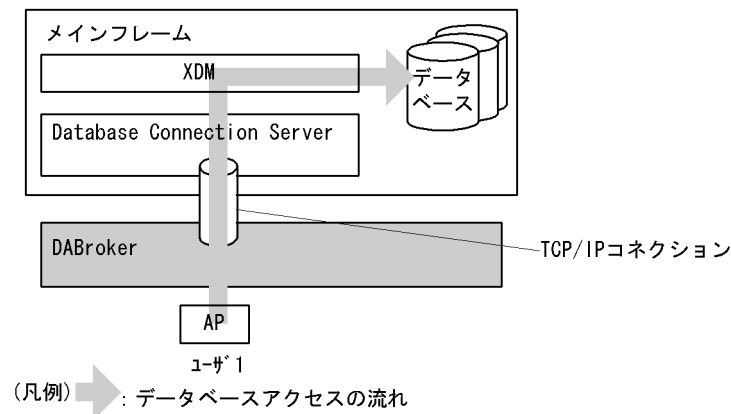 メインフレーム
XDM
データ
ベース
Database Connection Server
DABroker
TCP/IPコネクション
AP
ﾕｰｻﾞ1
(凡例)
: データベースアクセスの流れ